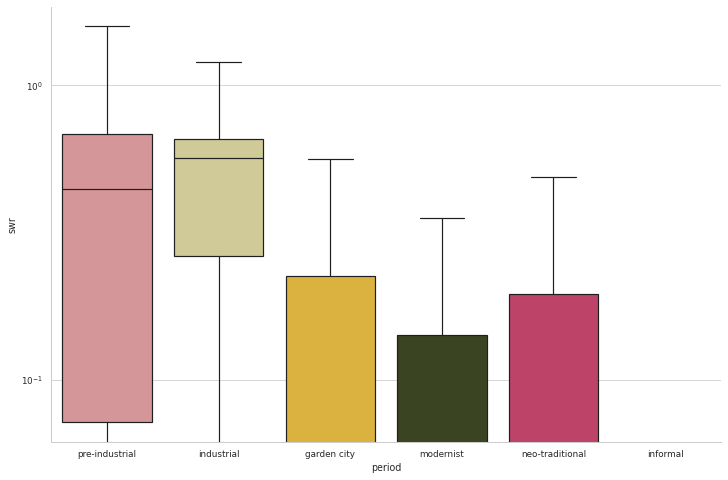 10⁰
10⁻¹
swr
pre-industrial industrial garden city modernist neo-traditional informal
period